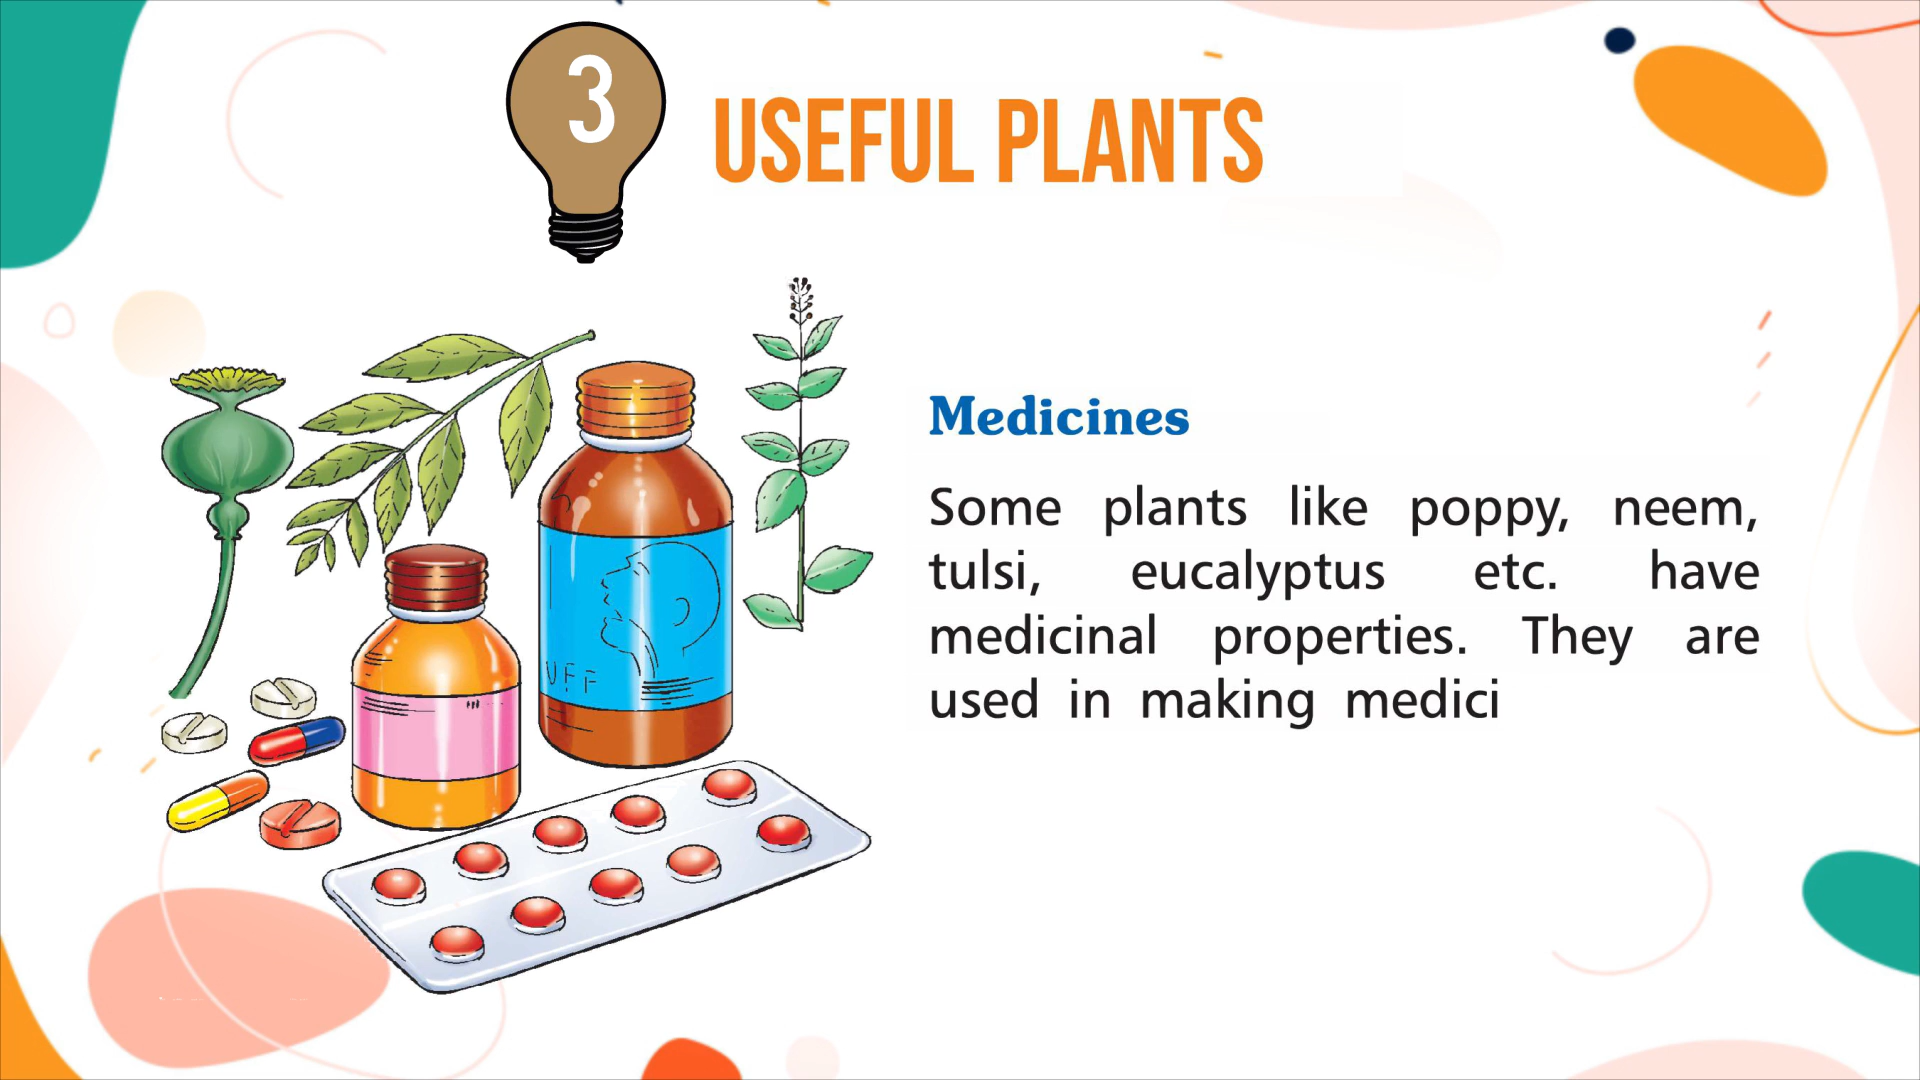 3
USEFUL PLANTS
Medicines
Some plants like poppy, neem,
tulsi, eucalyptus etc. have
medicinal properties. They are
used in making medici